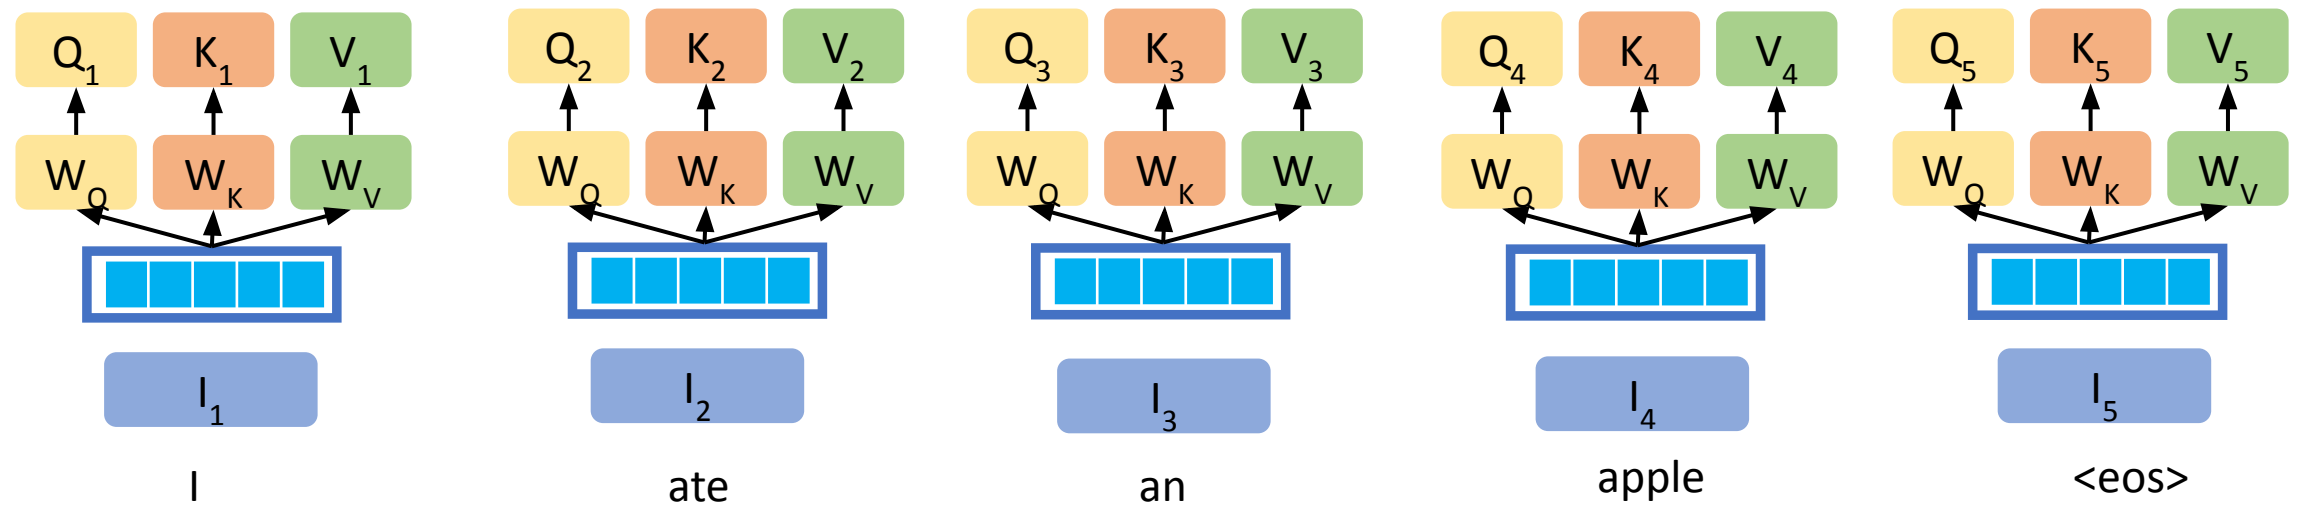 Q1 K1 V1 Q2 K2 V2 Q3 K3 V3 Q4 K4 V4 Q5 K5 V5
WQ WK WV WQ WK WV WQ WK WV WQ WK WV WQ WK WV
I1 I2 I3 I4 I5
I ate an apple <eos>